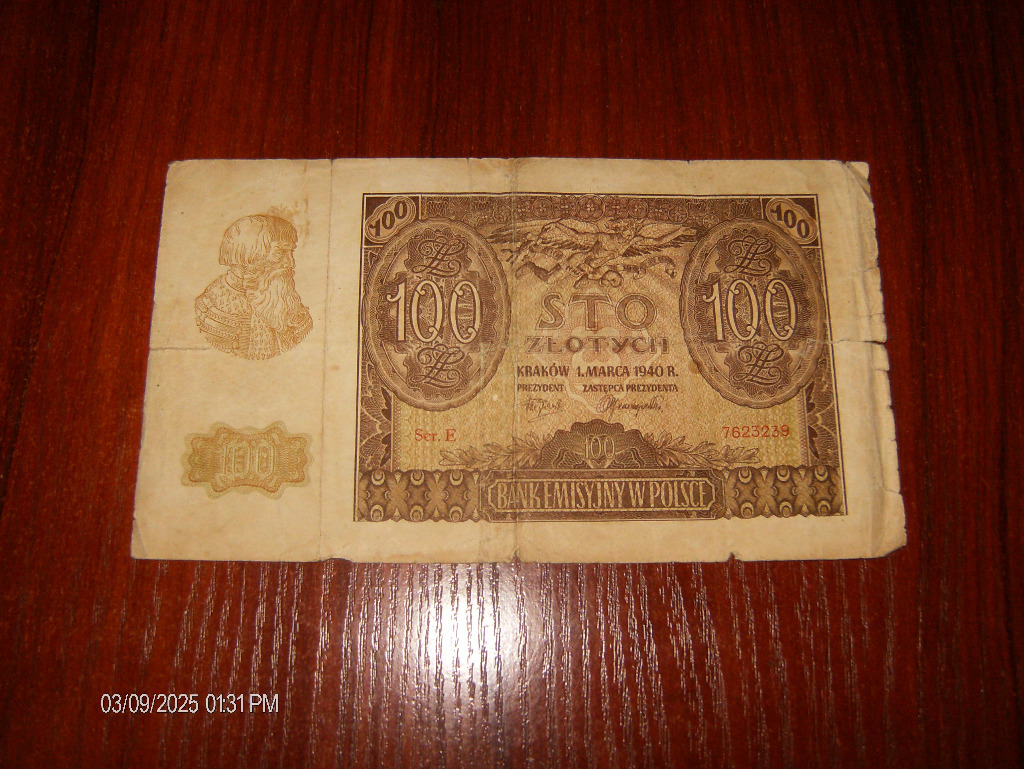 100
100
100
100
STO
ZŁOTYCH
KRAKÓW 1. MARCA 1940 R.
PREZYDENT ZASTĘPCA PREZYDENTA
Ser. E
7623239
100
100
BANK EMISYJNY W POLSCE
03/09/2025 01:31 PM